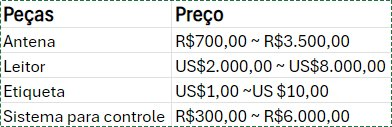 Peças Preço
Antena R$700,00 ~ R$3.500,00
Leitor US$2.000,00 ~ US$8.000,00
Etiqueta US$1,00 ~US $10,00
Sistema para controle R$300,00 ~ R$6.000,00